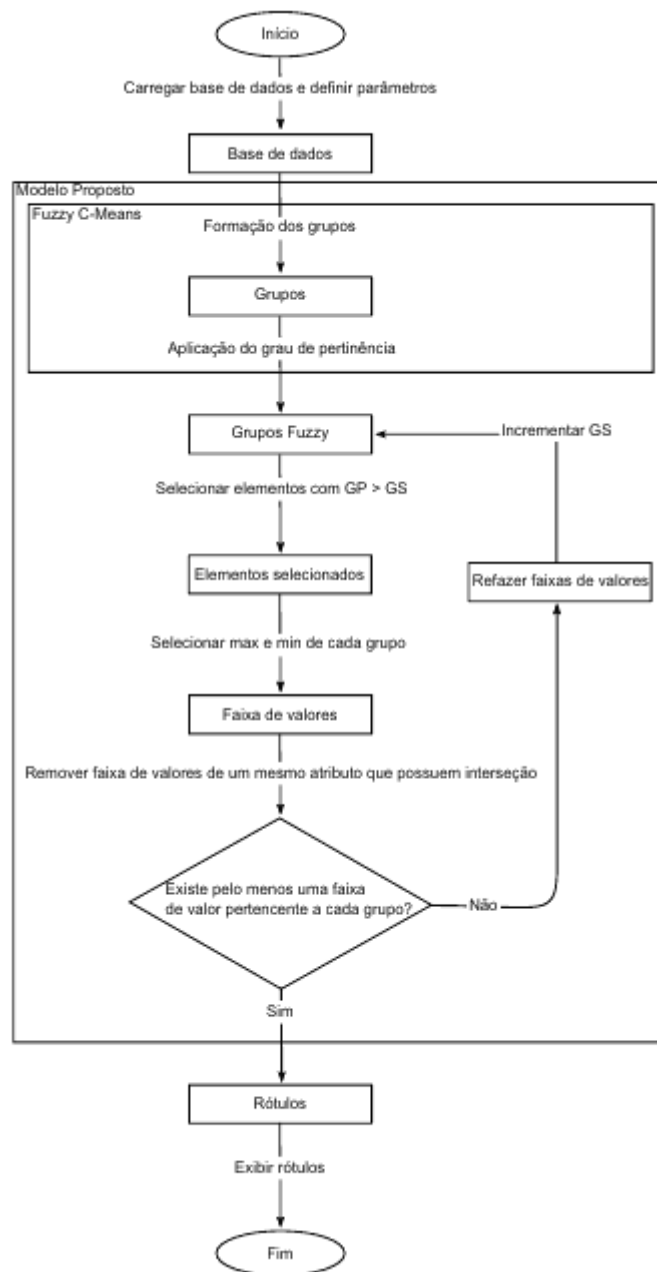 Início
Carregar base de dados e definir parâmetros
Base de dados
Modelo Proposto
Fuzzy C-Means
Formação dos grupos
Grupos
Aplicação do grau de pertinência
Grupos Fuzzy
Incrementar GS
Selecionar elementos com GP > GS
Elementos selecionados
Refazer faixas de valores
Selecionar max e min de cada grupo
Faixa de valores
Remover faixa de valores de um mesmo atributo que possuem interseção
Existe pelo menos uma faixa
de valor pertencente a cada grupo?
Não
Sim
Rótulos
Exibir rótulos
Fim